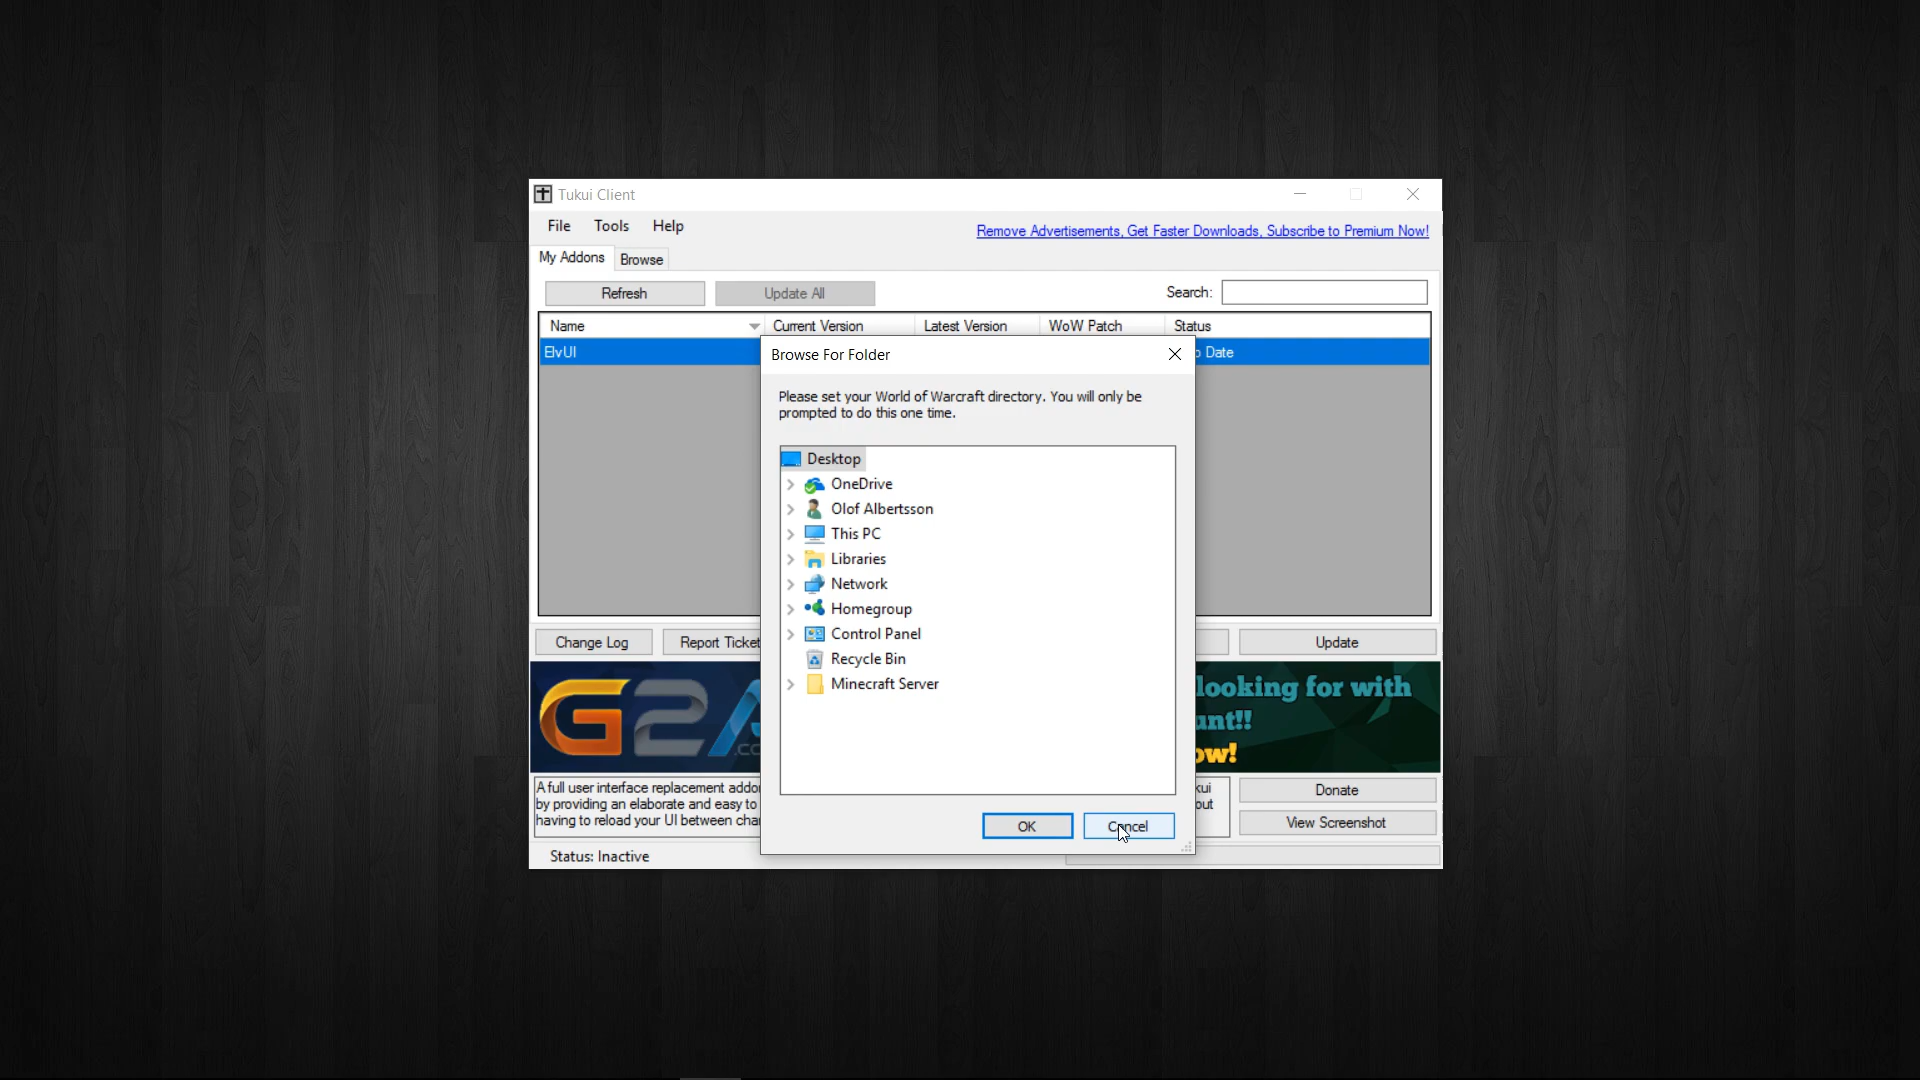 Tukui Client
File Tools Help
Remove Advertisements, Get Faster Downloads, Subscribe to Premium Now!
My Addons Browse
Refresh Update All Search:
Name Current Version Latest Version WoW Patch Status
ElvUI
Date
Browse For Folder
Please set your World of Warcraft directory. You will only be
prompted to do this one time.
Desktop
OneDrive
Olof Albertsson
This PC
Libraries
Network
Homegroup
Control Panel
Recycle Bin
Minecraft Server
OK Cancel
Change Log Report Ticket Update
G2A
looking for with
unt!!
ow!
A full user interface replacement addo
by providing an elaborate and easy to
having to reload your UI between cha
kui
out
Donate
View Screenshot
Status: Inactive